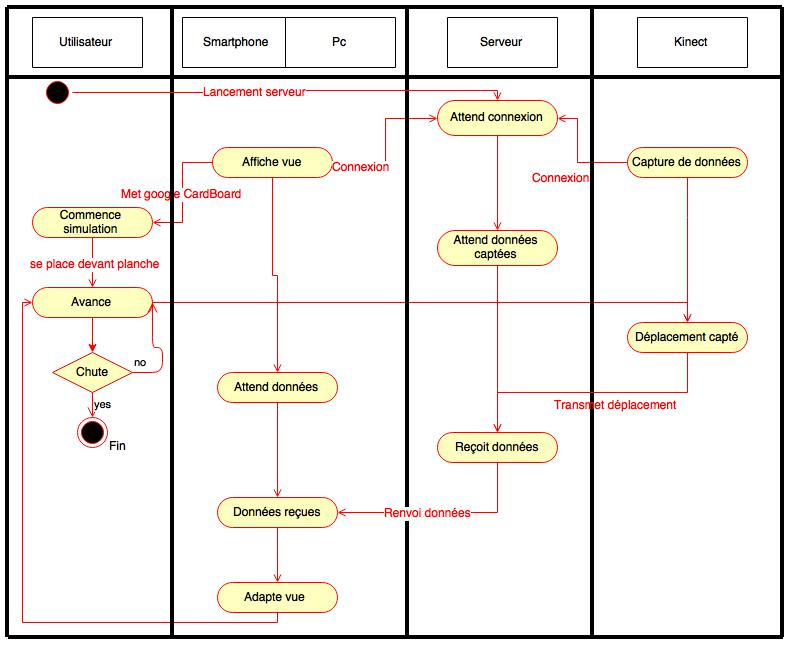 Utilisateur
Smartphone
Pc
Serveur
Kinect
Lancement serveur
Attend connexion
Affiche vue
Connexion
Capture de données
Connexion
Met google CardBoard
Commence
simulation
Attend données
captées
se place devant planche
Avance
Déplacement capté
Chute
no
Attend données
yes
Transmet déplacement
Fin
Reçoit données
Données reçues
Renvoi données
Adapte vue